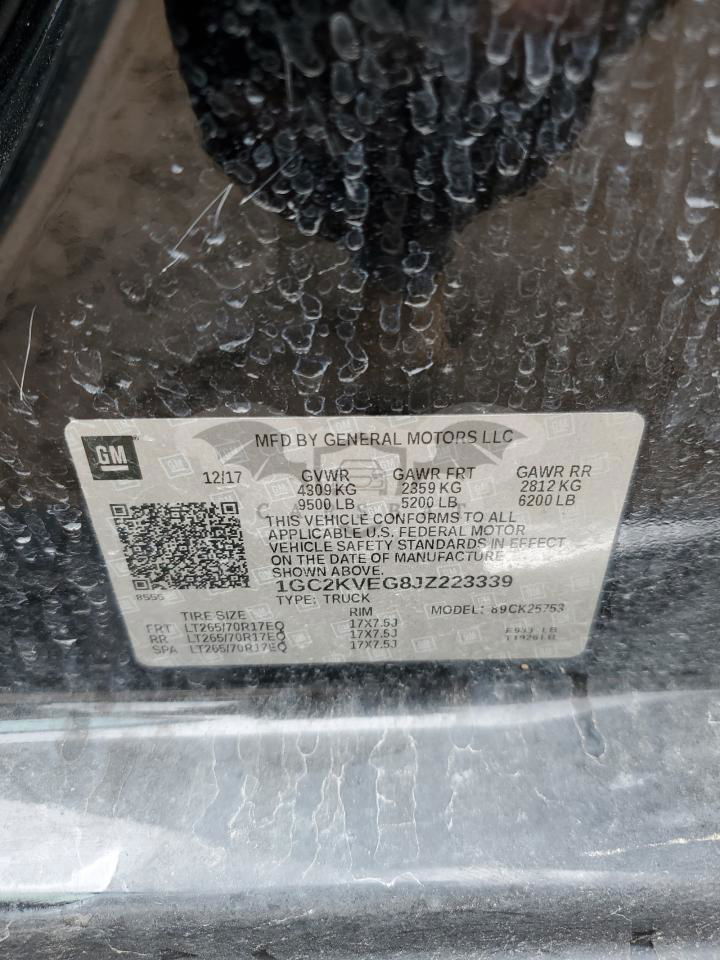 GM
MFD BY GENERAL MOTORS LLC
12/17 GVWR GAWR FRT GAWR RR
4309 KG 2359 KG 2812 KG
9500 LB 5200 LB 6200 LB
THIS VEHICLE CONFORMS TO ALL
APPLICABLE U.S. FEDERAL MOTOR
VEHICLE SAFETY STANDARDS IN EFFECT
ON THE DATE OF MANUFACTURE
SHOWN ABOVE.
1GC2KVEG8JZ223339
8555
TYPE: TRUCK MODEL: 89CK25753
TIRE SIZE RIM
FRT LT265/70R17EQ 17X7.5J
RR LT265/70R17EQ 17X7.5J
SPA LT265/70R17EQ 17X7.5J